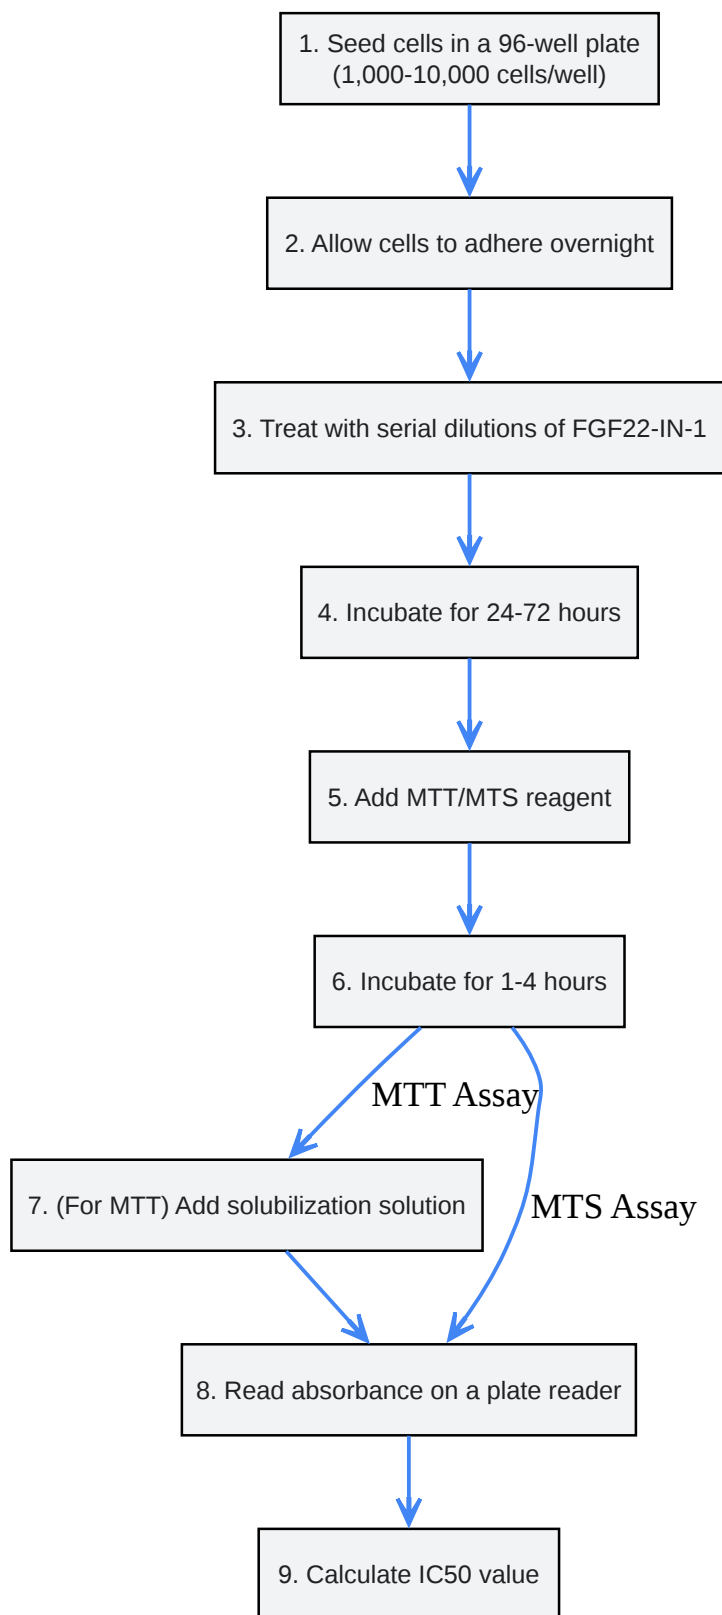 1. Seed cells in a 96-well plate
(1,000-10,000 cells/well)
2. Allow cells to adhere overnight
3. Treat with serial dilutions of FGF22-IN-1
4. Incubate for 24-72 hours
5. Add MTT/MTS reagent
6. Incubate for 1-4 hours
MTT Assay
7. (For MTT) Add solubilization solution
MTS Assay
8. Read absorbance on a plate reader
9. Calculate IC50 value